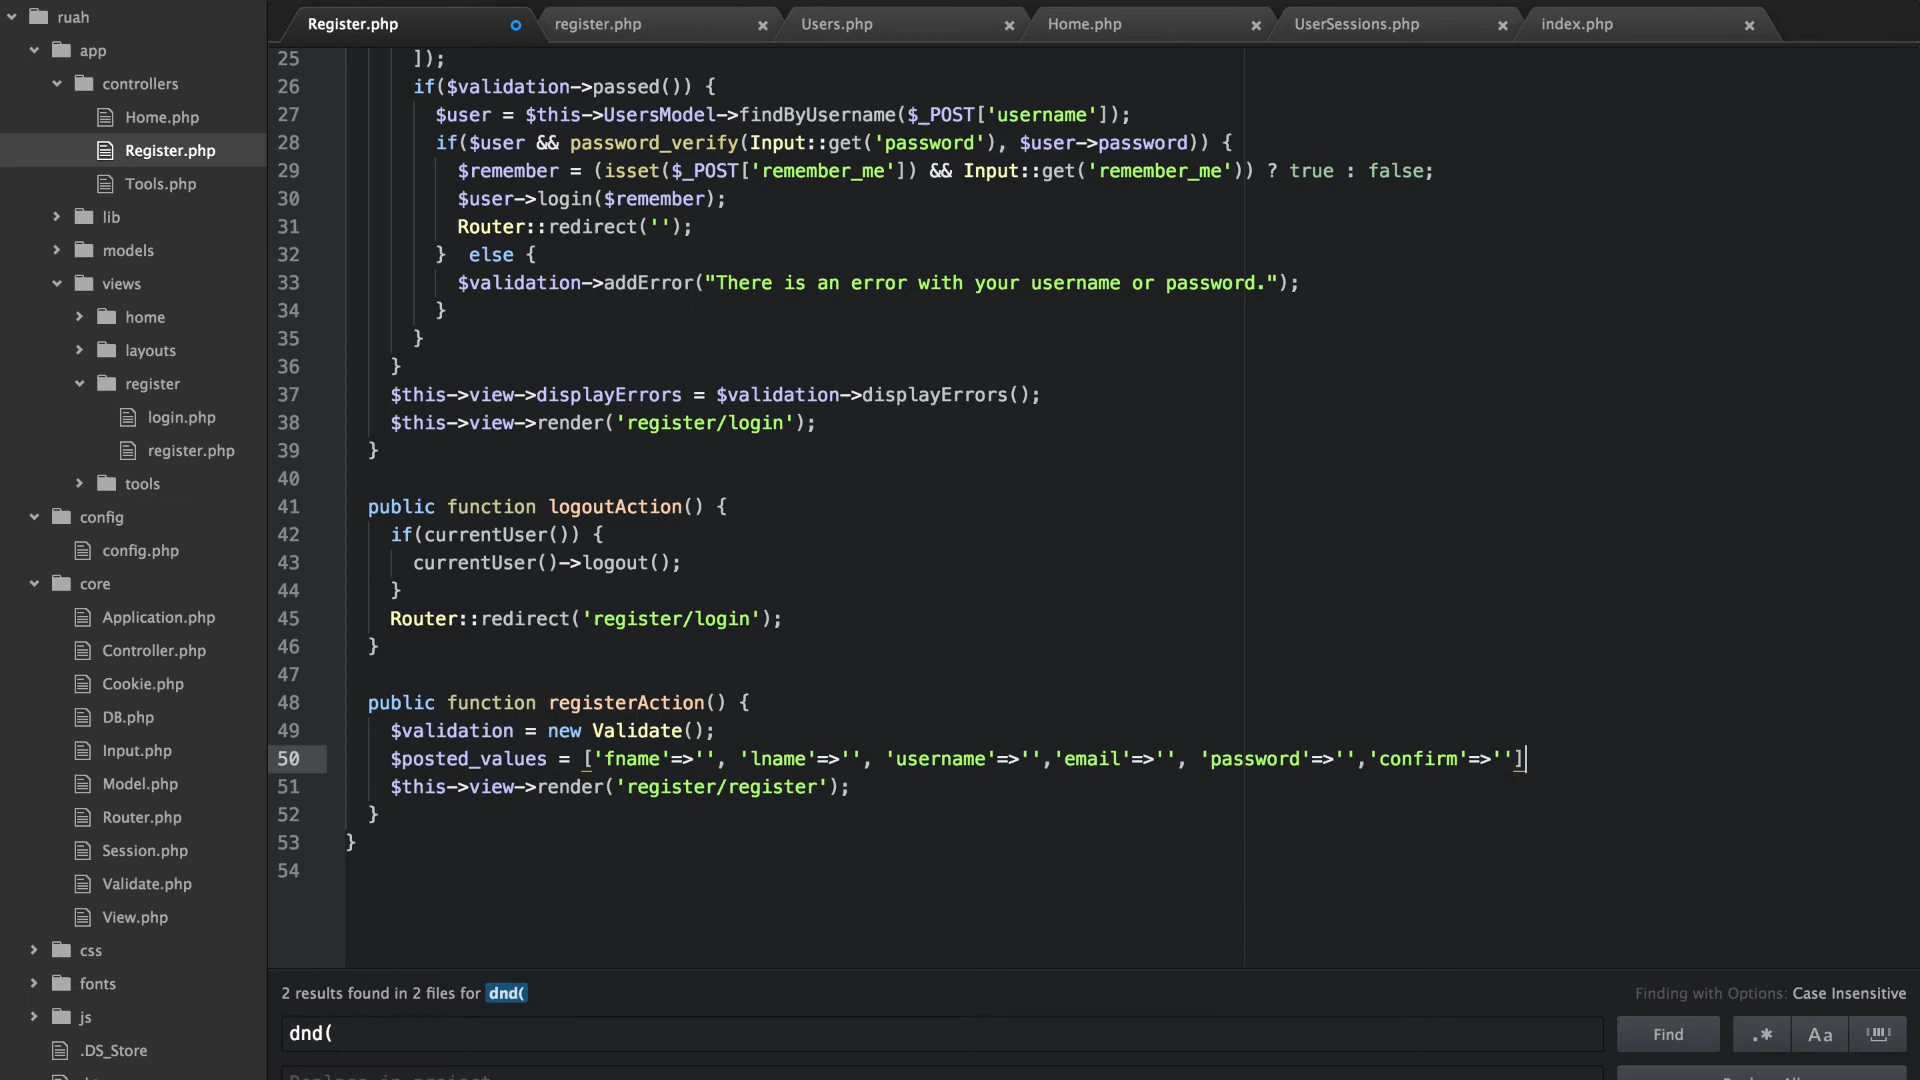 ruah
app
controllers
Home.php
Register.php
Tools.php
lib
models
views
home
layouts
register
login.php
register.php
tools
config
config.php
core
Application.php
Controller.php
Cookie.php
DB.php
Input.php
Model.php
Router.php
Session.php
Validate.php
View.php
css
fonts
js
.DS_Store
Register.php register.php Users.php Home.php UserSessions.php index.php
25 ]);
26 if($validation->passed()) {
27 $user = $this->UsersModel->findByUsername($_POST['username']);
28 if($user && password_verify(Input::get('password'), $user->password)) {
29 $remember = (isset($_POST['remember_me']) && Input::get('remember_me')) ? true : false;
30 $user->login($remember);
31 Router::redirect('');
32 }  else {
33 $validation->addError("There is an error with your username or password.");
34 }
35 }
36 }
37 $this->view->displayErrors = $validation->displayErrors();
38 $this->view->render('register/login');
39 }
40
41 public function logoutAction() {
42 if(currentUser()) {
43 currentUser()->logout();
44 }
45 Router::redirect('register/login');
46 }
47
48 public function registerAction() {
49 $validation = new Validate();
50 $posted_values = ['fname'=>'', 'lname'=>'', 'username'=>'','email'=>'', 'password'=>'','confirm'=>'']
51 $this->view->render('register/register');
52 }
53 }
54
2 results found in 2 files for dnd(
Finding with Options: Case Insensitive
dnd(
Find .* Aa
Replace in project